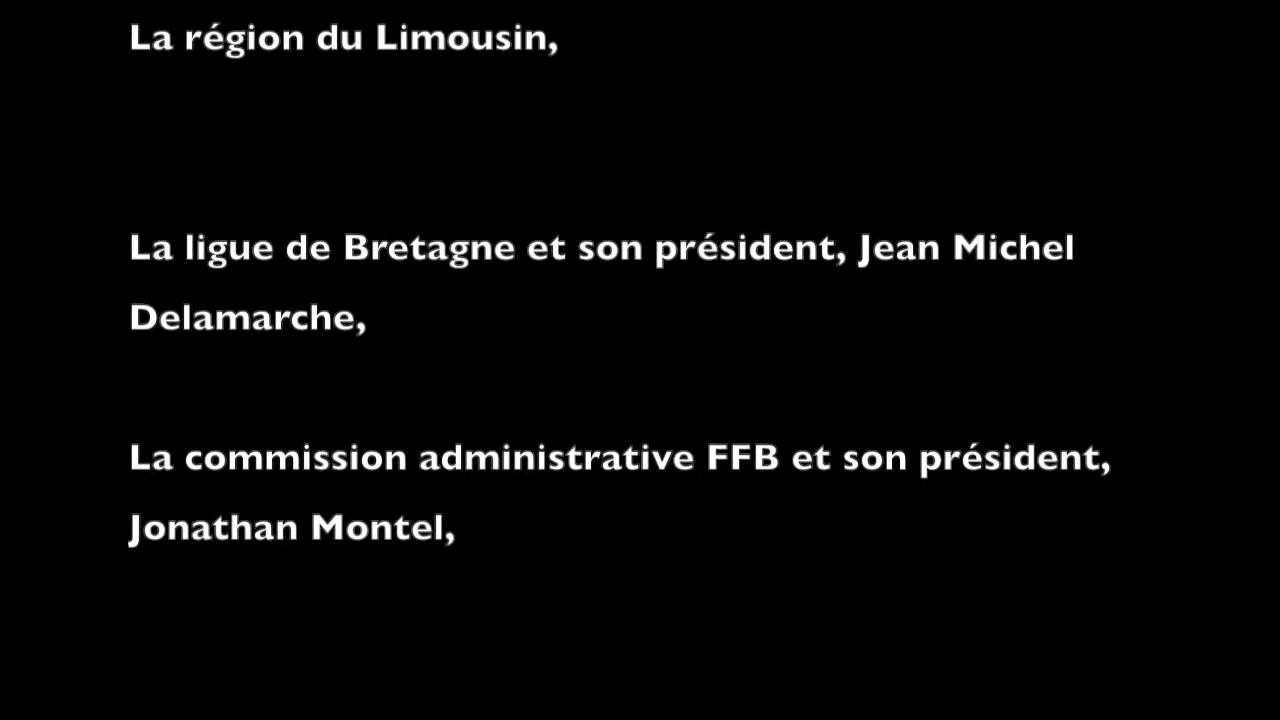 La région du Limousin,
La ligue de Bretagne et son président, Jean Michel
Delamarche,
La commission administrative FFB et son président,
Jonathan Montel,